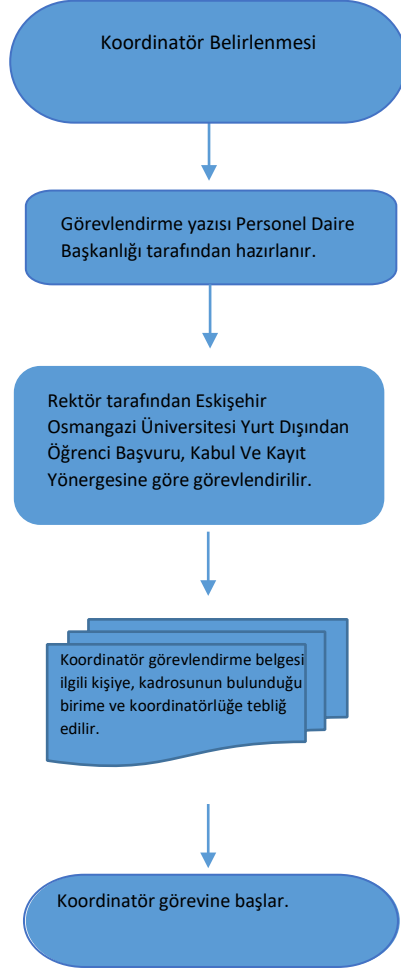 Koordinatör Belirlenmesi
Görevlendirme yazısı Personel Daire
Başkanlığı tarafından hazırlanır.
Rektör tarafından Eskişehir
Osmangazi Üniversitesi Yurt Dışından
Öğrenci Başvuru, Kabul Ve Kayıt
Yönergesine göre görevlendirilir.
Koordinatör görevlendirme belgesi
ilgili kişiye, kadrosunun bulunduğu
birime ve koordinatörlüğe tebliğ
edilir.
Koordinatör görevine başlar.